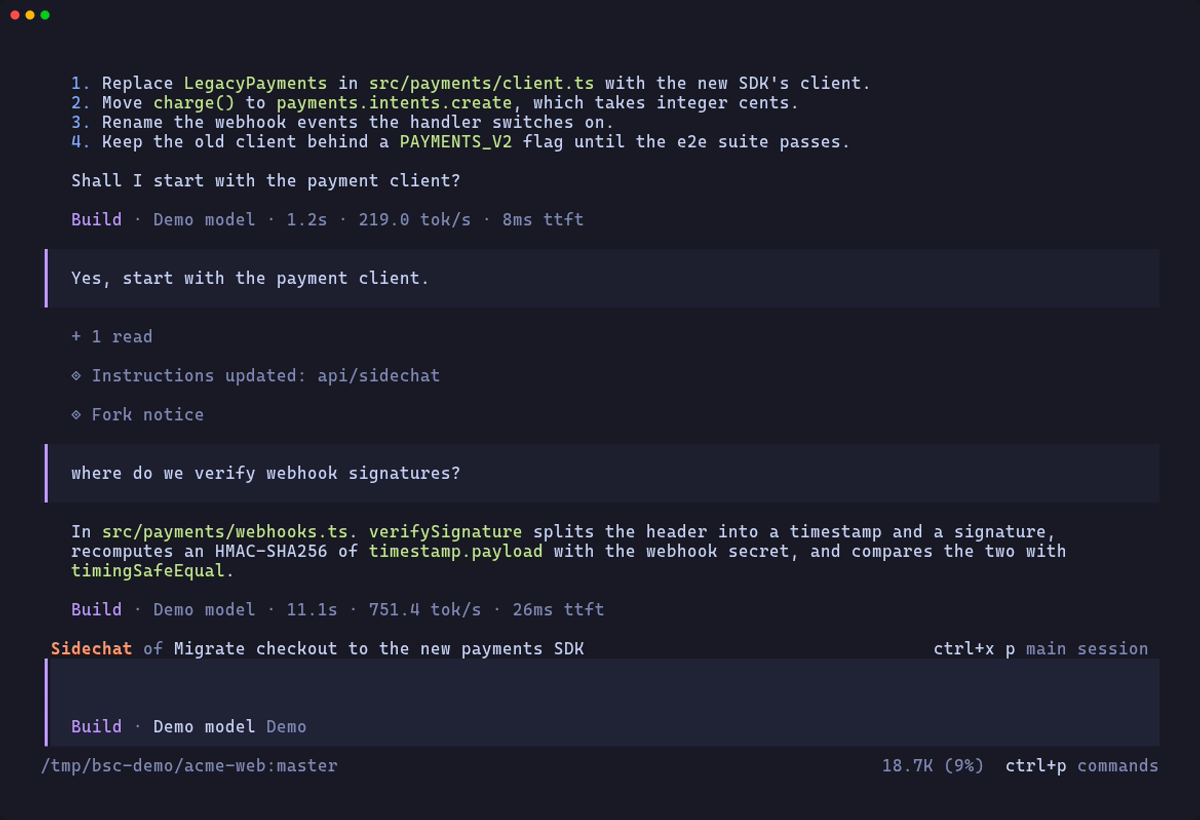 1. Replace LegacyPayments in src/payments/client.ts with the new SDK's client.
2. Move charge() to payments.intents.create, which takes integer cents.
3. Rename the webhook events the handler switches on.
4. Keep the old client behind a PAYMENTS_V2 flag until the e2e suite passes.
Shall I start with the payment client?
Build · Demo model · 1.2s · 219.0 tok/s · 8ms ttft
Yes, start with the payment client.
+ 1 read
⟐ Instructions updated: api/sidechat
⟐ Fork notice
where do we verify webhook signatures?
In src/payments/webhooks.ts. verifySignature splits the header into a timestamp and a signature,
recomputes an HMAC-SHA256 of timestamp.payload with the webhook secret, and compares the two with
timingSafeEqual.
Build · Demo model · 11.1s · 751.4 tok/s · 26ms ttft
Sidechat of Migrate checkout to the new payments SDK ctrl+x p main session
Build · Demo model Demo
/tmp/bsc-demo/acme-web:master 18.7K (9%) ctrl+p commands